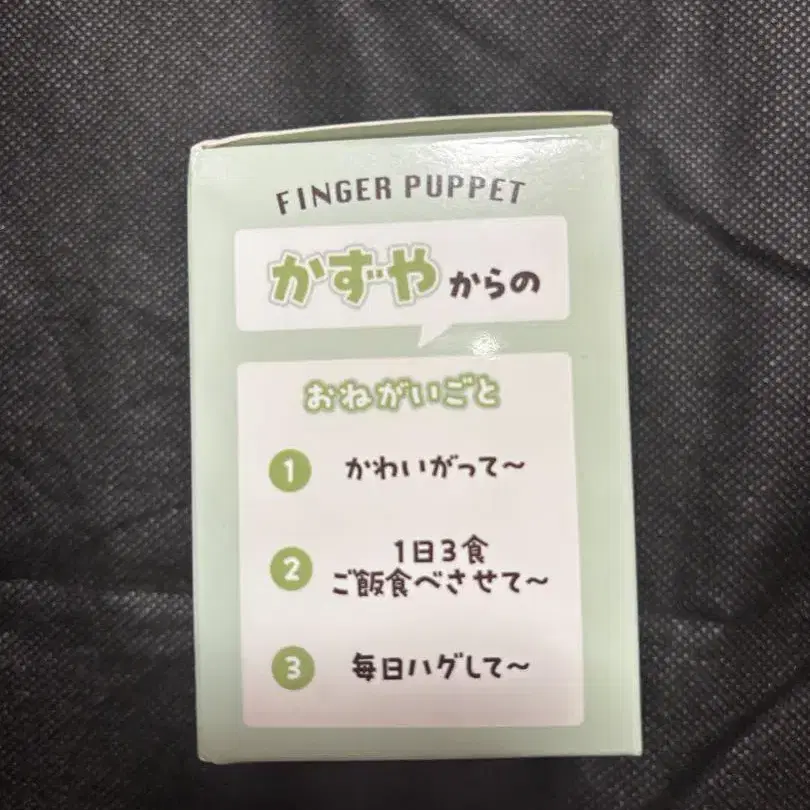 FINGER PUPPET
かずやからの
おねがいごと
1 かわいがって〜
2 1日3食
ご飯食べさせて〜
3 毎日ハグして〜